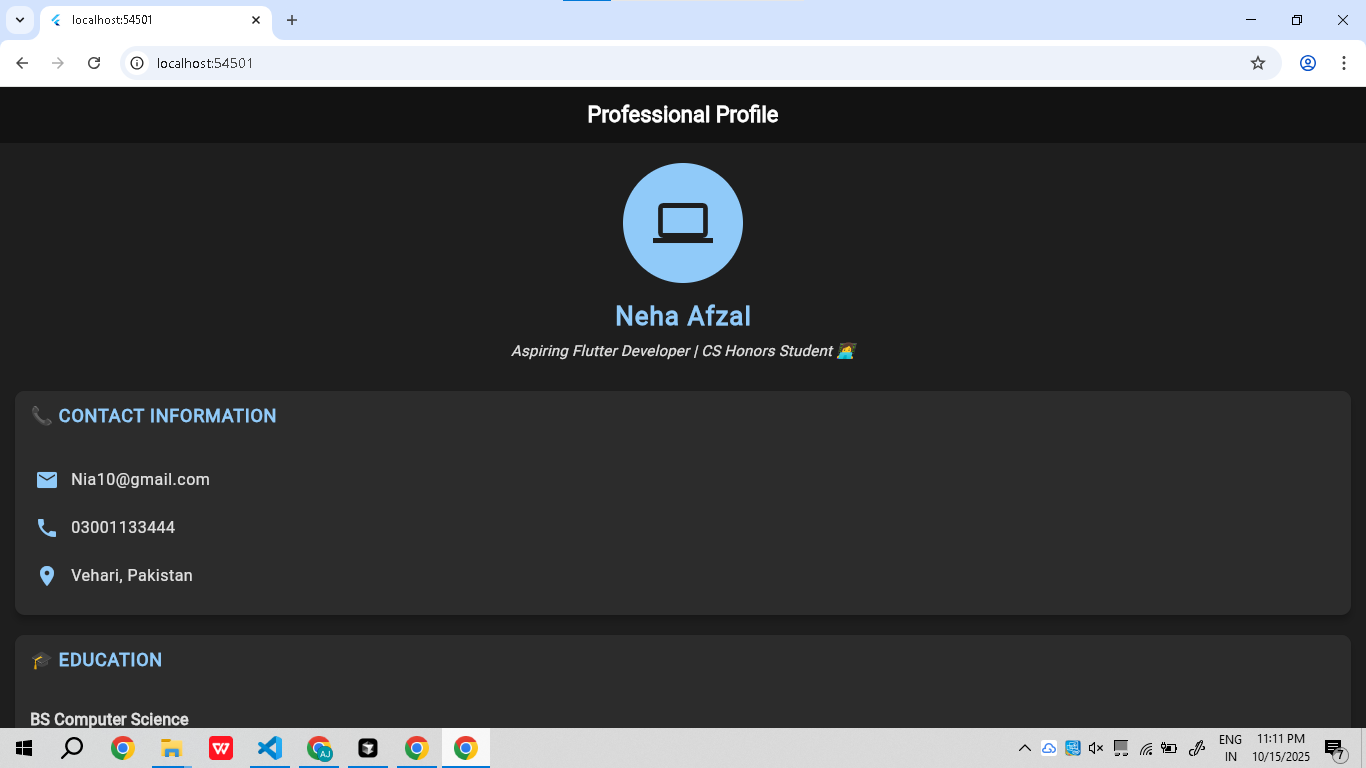 localhost:54501
localhost:54501
Professional Profile
Neha Afzal
Aspiring Flutter Developer | CS Honors Student 👩‍💻
📞 CONTACT INFORMATION
Nia10@gmail.com
03001133444
Vehari, Pakistan
🎓 EDUCATION
BS Computer Science
W
AJ
ENG
IN
11:11 PM
10/15/2025
7